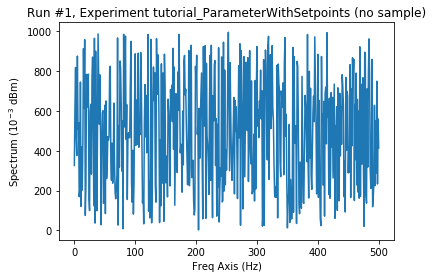 Run #1, Experiment tutorial_ParameterWithSetpoints (no sample)
1000
800
600
400
200
0
Spectrum (10⁻³ dBm)
0 100 200 300 400 500
Freq Axis (Hz)